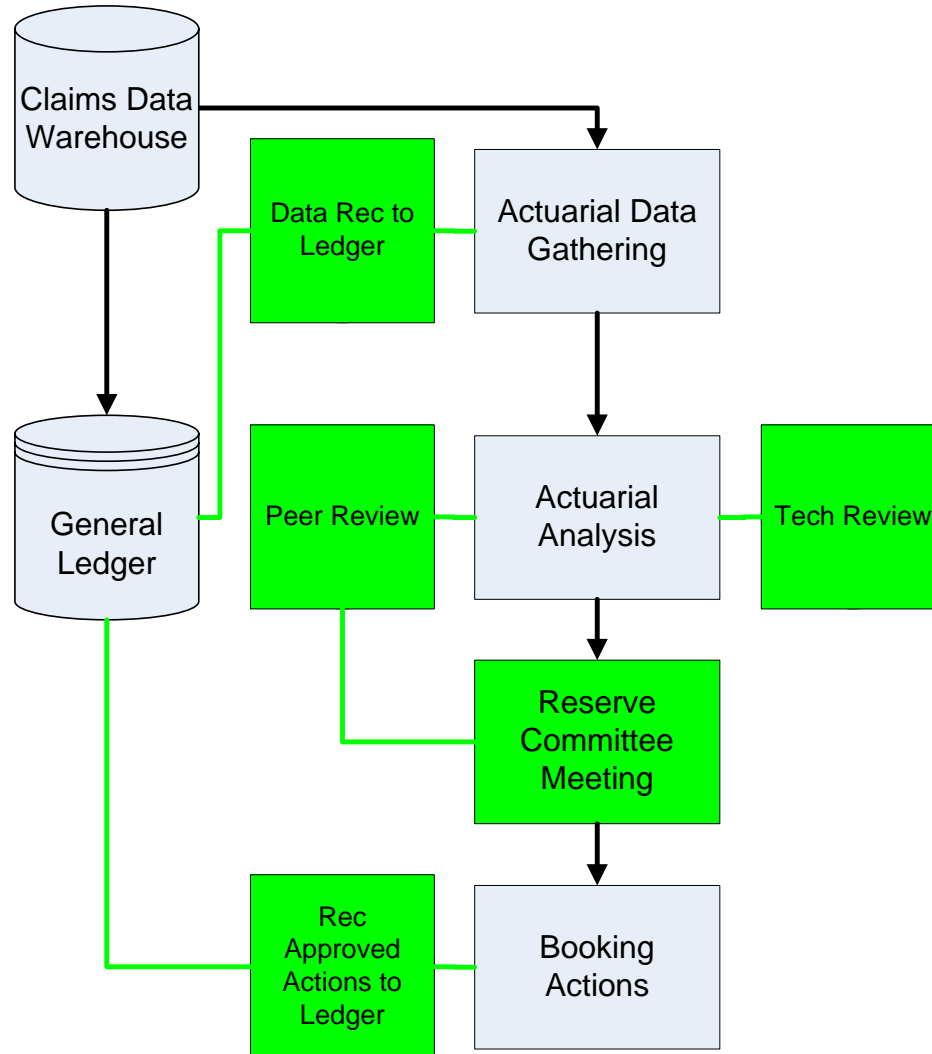 Claims Data
Warehouse
Data Rec to
Ledger
Actuarial Data
Gathering
General
Ledger
Peer Review
Actuarial
Analysis
Tech Review
Reserve
Committee
Meeting
Rec
Approved
Actions to
Ledger
Booking
Actions